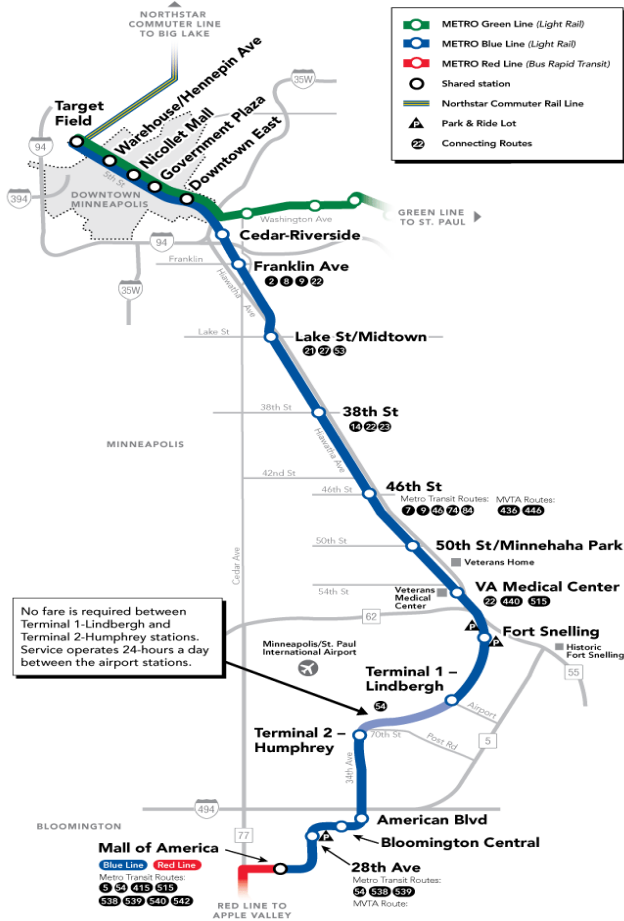 NORTHSTAR
COMMUTER LINE
TO BIG LAKE
METRO Green Line (Light Rail)
METRO Blue Line (Light Rail)
METRO Red Line (Bus Rapid Transit)
Shared station
Northstar Commuter Rail Line
P Park & Ride Lot
22 Connecting Routes
35W
Target
Field
Warehouse/Hennepin Ave
Nicollet Mall
Government Plaza
Downtown East
94
394
5th St
DOWNTOWN
MINNEAPOLIS
Washington Ave
GREEN LINE
TO ST. PAUL
Cedar-Riverside
94
Franklin
Franklin Ave
2 8 9 22
35W
Hiawatha Ave
Lake St
Lake St/Midtown
21 27 53
38th St
38th St
14 22 23
Hiawatha Ave
MINNEAPOLIS
42nd St
46th St
46th St
Metro Transit Routes:
7 9 46 74 84
MVTA Routes:
436 446
50th St
50th St/Minnehaha Park
Veterans Home
Cedar Ave
54th St
Veterans
Medical
Center
VA Medical Center
22 440 515
No fare is required between
Terminal 1-Lindbergh and
Terminal 2-Humphrey stations.
Service operates 24-hours a day
between the airport stations.
62
P
P
Fort Snelling
Historic
Fort Snelling
55
Minneapolis/St. Paul
International Airport
Terminal 1 –
Lindbergh
54
Airport
Terminal 2 –
Humphrey
70th St
Post Rd
5
34th Ave
494
American Blvd
BLOOMINGTON
77
Bloomington Central
P
Mall of America
Blue Line Red Line
Metro Transit Routes:
5 54 415 515
538 539 540 542
28th Ave
Metro Transit Routes:
54 538 539
MVTA Route:
RED LINE TO
APPLE VALLEY